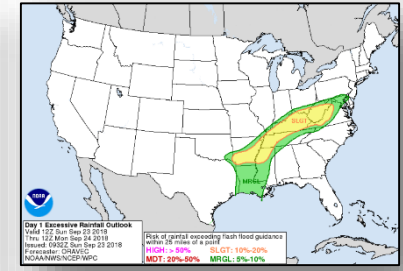 SLGT
MRGL
noaa
Day 1 Excessive Rainfall Outlook
Valid 12Z Sun Sep 23 2018
Thru 12Z Mon Sep 24 2018
Issued: 0932Z Sun Sep 23 2018
Forecaster: ORAVEC
NOAA/NWS/NCEP/WPC
Risk of rainfall exceeding flash flood guidance
within 25 miles of a point
HIGH: > 50% SLGT: 10%-20%
MDT: 20%-50% MRGL: 5%-10%